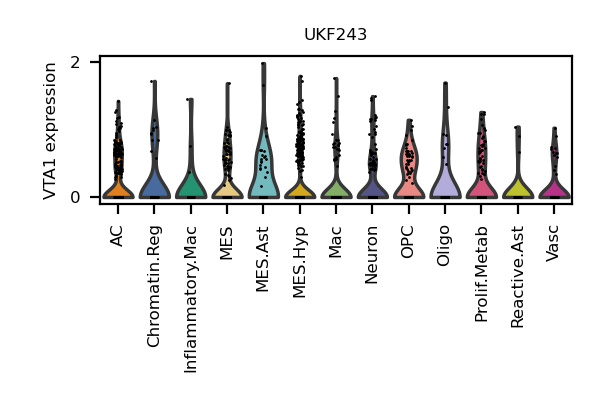 UKF243
VTA1 expression
2
0
AC
Chromatin.Reg
Inflammatory.Mac
MES
MES.Ast
MES.Hyp
Mac
Neuron
OPC
Oligo
Prolif.Metab
Reactive.Ast
Vasc